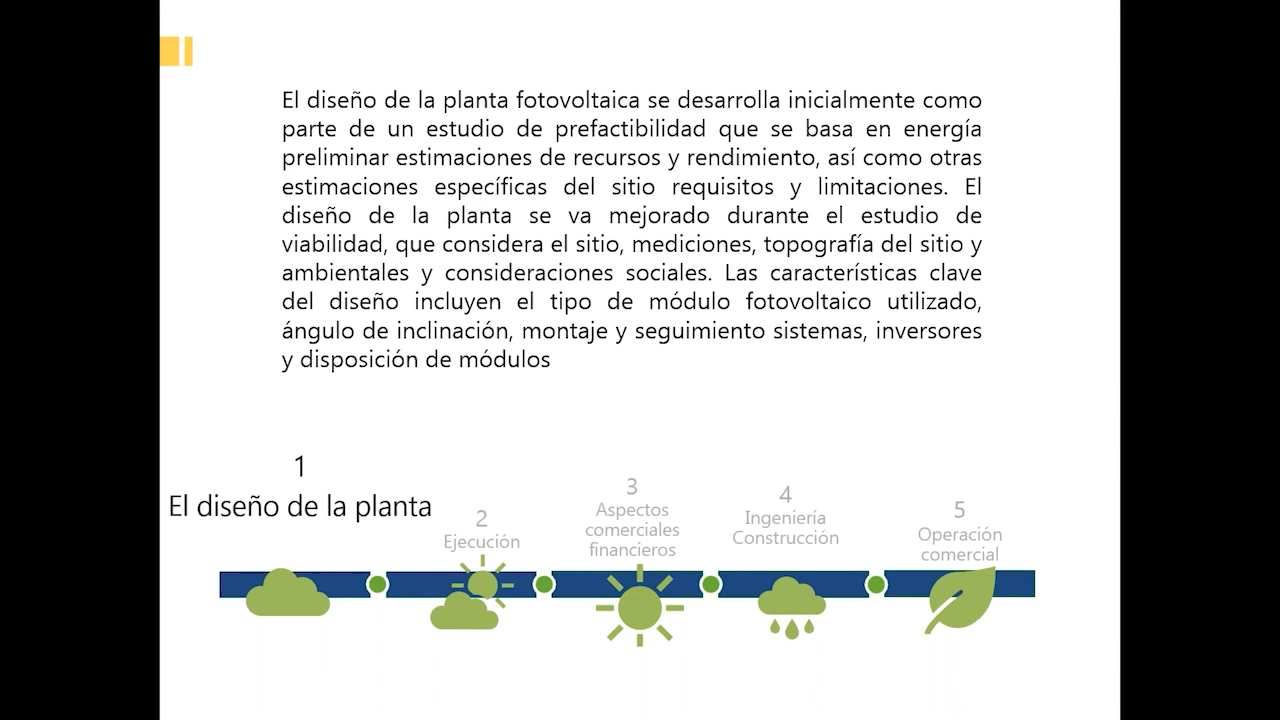 El diseño de la planta fotovoltaica se desarrolla inicialmente como
parte de un estudio de prefactibilidad que se basa en energía
preliminar estimaciones de recursos y rendimiento, así como otras
estimaciones específicas del sitio requisitos y limitaciones. El
diseño de la planta se va mejorado durante el estudio de
viabilidad, que considera el sitio, mediciones, topografía del sitio y
ambientales y consideraciones sociales. Las características clave
del diseño incluyen el tipo de módulo fotovoltaico utilizado,
ángulo de inclinación, montaje y seguimiento sistemas, inversores
y disposición de módulos
1
El diseño de la planta
2
Ejecución
3
Aspectos
comerciales
financieros
4
Ingeniería
Construcción
5
Operación
comercial